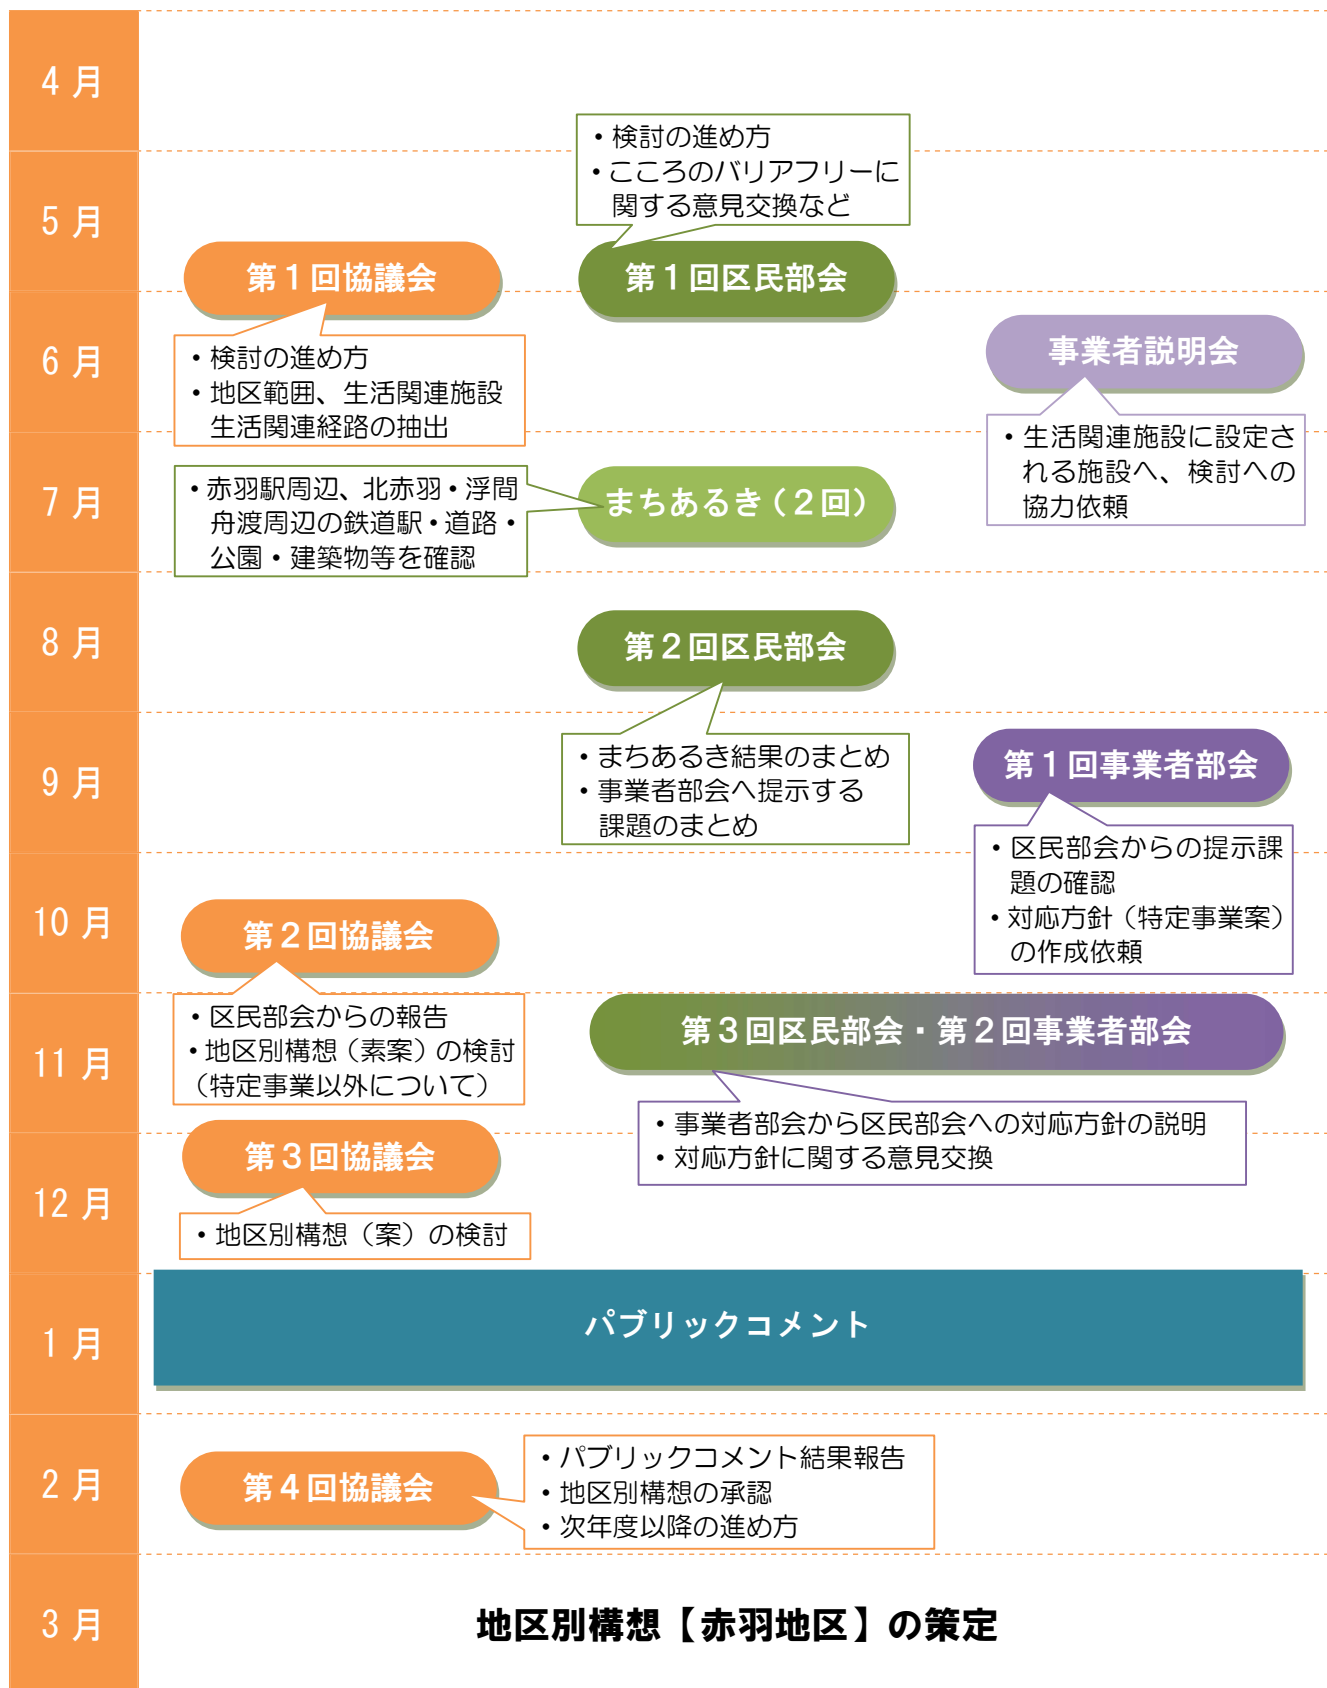 4 月
・検討の進め方
・こころのバリアフリーに
関する意見交換など
5 月
第1回協議会
第1回区民部会
6 月
・検討の進め方
・地区範囲、生活関連施設
生活関連経路の抽出
事業者説明会
・生活関連施設に設定さ
れる施設へ、検討への
協力依頼
7 月
・赤羽駅周辺、北赤羽・浮間
舟渡周辺の鉄道駅・道路・
公園・建築物等を確認
まちあるき（2回）
8 月
第2回区民部会
・まちあるき結果のまとめ
・事業者部会へ提示する
課題のまとめ
9 月
第1回事業者部会
・区民部会からの提示課
題の確認
・対応方針（特定事業案）
の作成依頼
10 月
第2回協議会
・区民部会からの報告
・地区別構想（素案）の検討
（特定事業以外について）
11 月
第3回区民部会・第2回事業者部会
・事業者部会から区民部会への対応方針の説明
・対応方針に関する意見交換
12 月
第3回協議会
・地区別構想（案）の検討
1 月
パブリックコメント
2 月
第4回協議会
・パブリックコメント結果報告
・地区別構想の承認
・次年度以降の進め方
3 月
地区別構想【赤羽地区】の策定